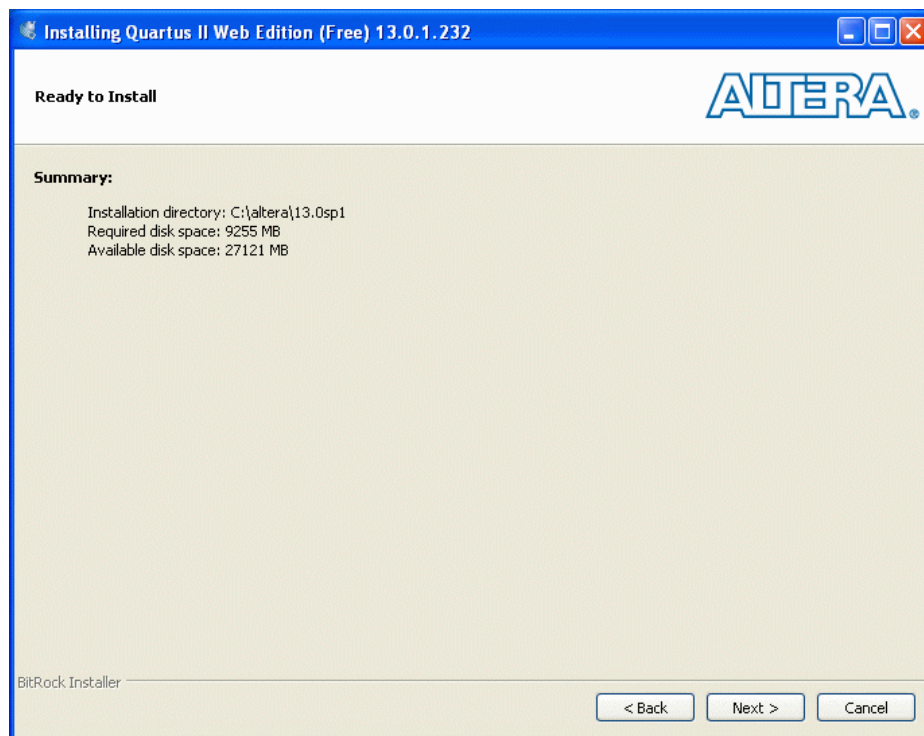 Installing Quartus II Web Edition (Free) 13.0.1.232
Ready to Install
ALTERA®
Summary:
Installation directory: C:\altera\13.0sp1
Required disk space: 9255 MB
Available disk space: 27121 MB
BitRock Installer
< Back
Next >
Cancel